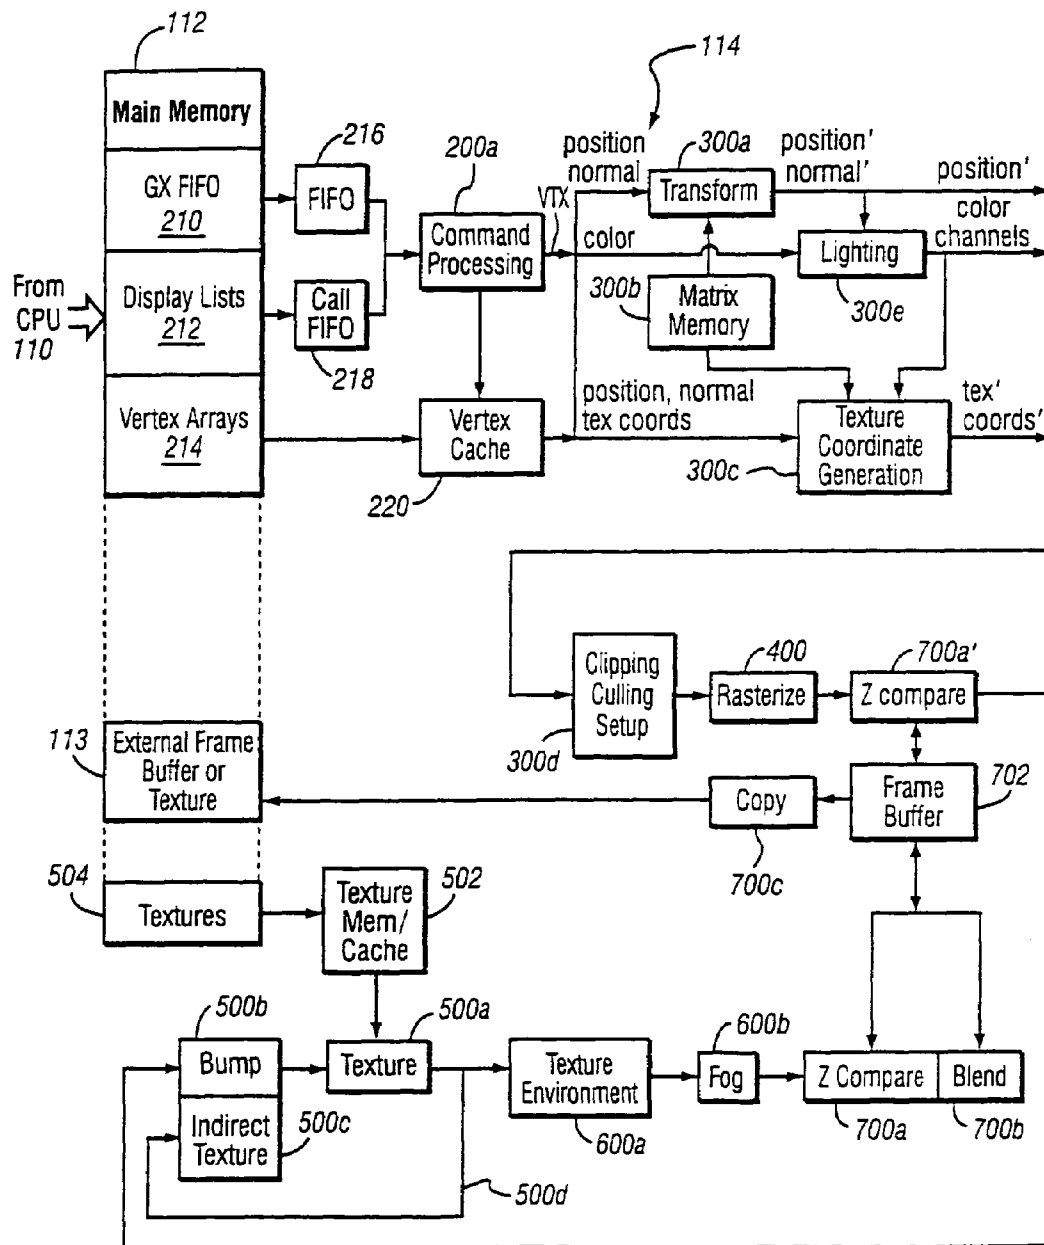 112
114
Main Memory
216
200a
position
normal
300a
position'
normal'
position'
GX FIFO
210
FIFO
Command
Processing
VTX
Transform
color
color
channels
Lighting
From
CPU
110
Display Lists
212
Call
FIFO
218
300b
Matrix
Memory
300e
Vertex Arrays
214
Vertex
Cache
220
position, normal
tex coords
Texture
Coordinate
Generation
300c
tex'
coords'
Clipping
Culling
Setup
300d
400
Rasterize
700a'
Z compare
113
External Frame
Buffer or
Texture
Copy
700c
Frame
Buffer
702
504
Textures
Texture
Mem/
Cache
502
500b
Bump
500a
Texture
Texture
Environment
600a
600b
Fog
Z Compare
Blend
700a
700b
Indirect
Texture
500c
500d